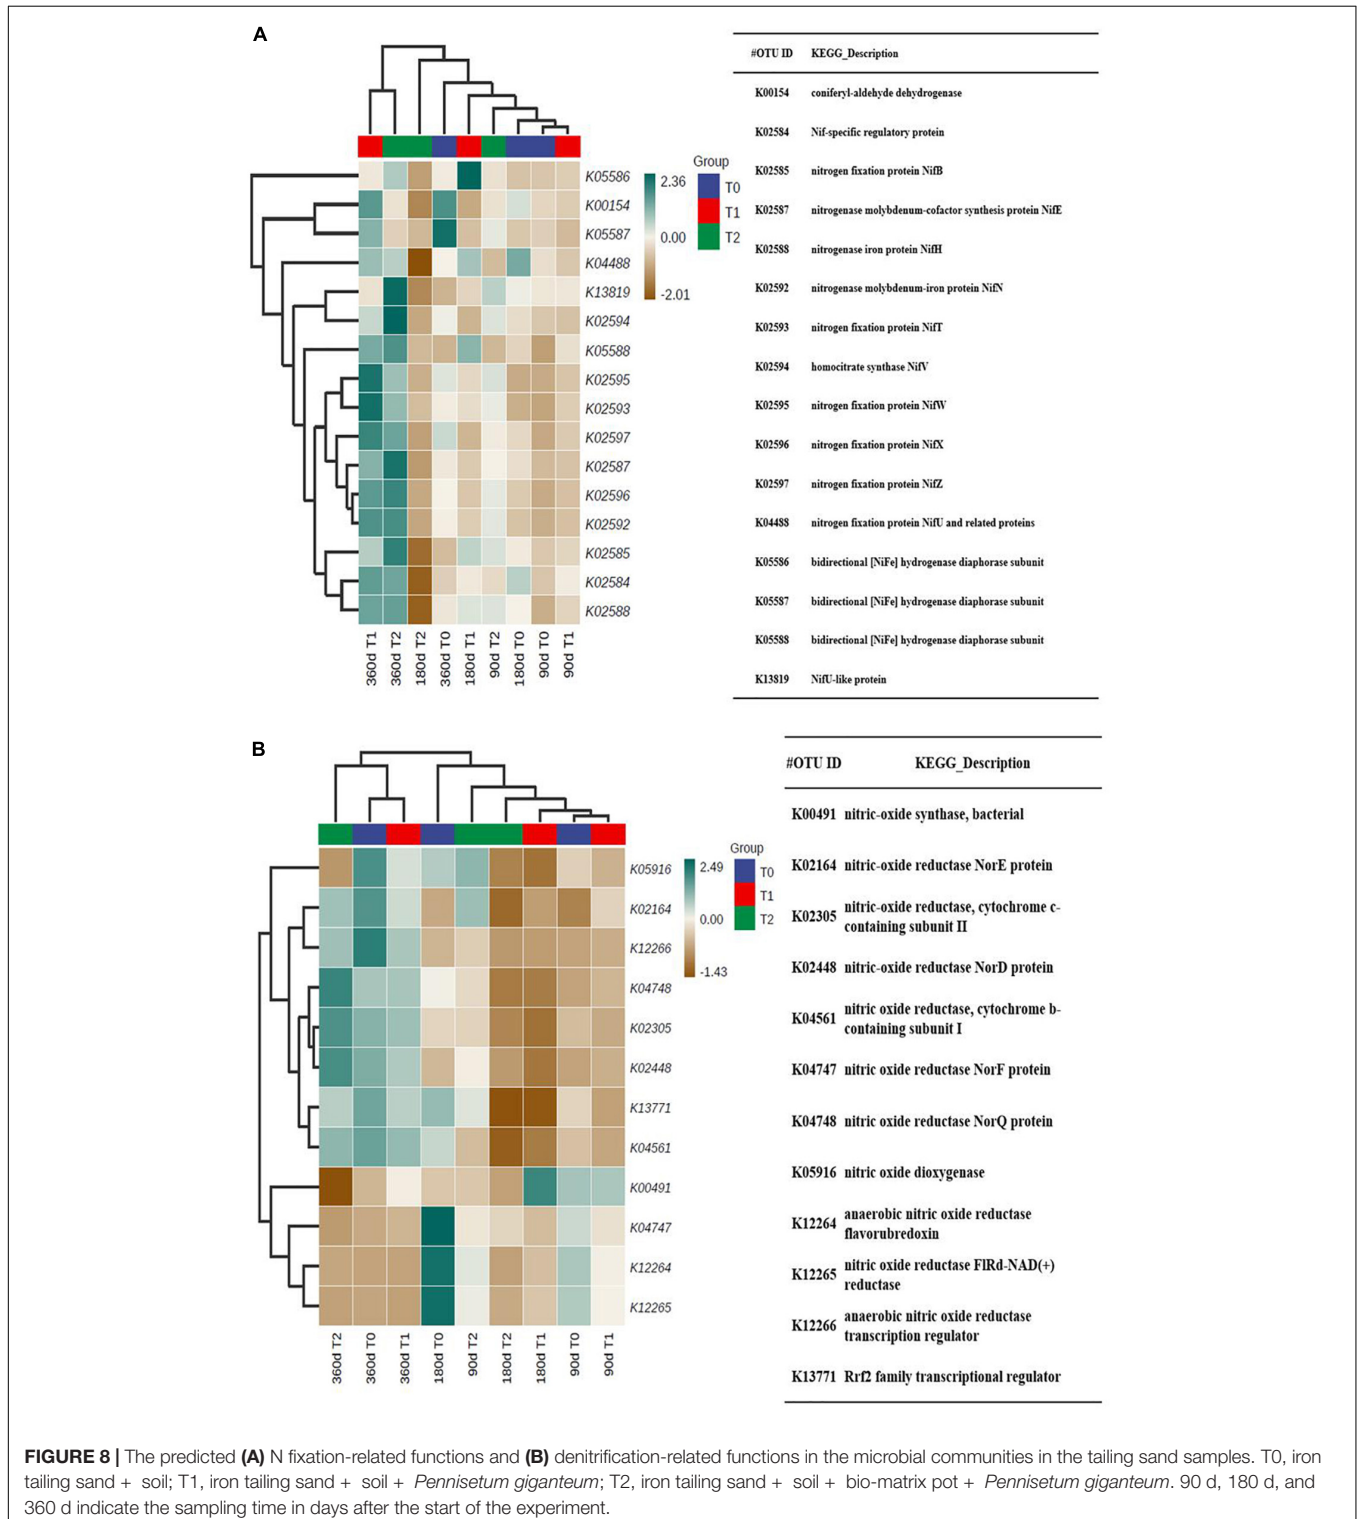 A
#OTU ID KEGG_Description
K00154 coniferyl-aldehyde dehydrogenase
K02584 Nif-specific regulatory protein
K02585 nitrogen fixation protein NifB
K02587 nitrogenase molybdenum-cofactor synthesis protein NifE
K02588 nitrogenase iron protein NifH
K02592 nitrogenase molybdenum-iron protein NifN
K02593 nitrogen fixation protein NifT
K02594 homocitrate synthase NifV
K02595 nitrogen fixation protein NifW
K02596 nitrogen fixation protein NifX
K02597 nitrogen fixation protein NifZ
K04488 nitrogen fixation protein NifU and related proteins
K05586 bidirectional [NiFe] hydrogenase diaphorase subunit
K05587 bidirectional [NiFe] hydrogenase diaphorase subunit
K05588 bidirectional [NiFe] hydrogenase diaphorase subunit
K13819 NifU-like protein
K05586
K00154
K05587
K04488
K13819
K02594
K05588
K02595
K02593
K02597
K02587
K02596
K02592
K02585
K02584
K02588
2.36
0.00
-2.01
Group
T0
T1
T2
360d T1
360d T2
180d T2
360d T0
180d T1
90d T2
180d T0
90d T0
90d T1
B
#OTU ID KEGG_Description
K00491 nitric-oxide synthase, bacterial
K02164 nitric-oxide reductase NorE protein
K02305 nitric-oxide reductase, cytochrome c-
containing subunit II
K02448 nitric-oxide reductase NorD protein
K04561 nitric oxide reductase, cytochrome b-
containing subunit I
K04747 nitric oxide reductase NorF protein
K04748 nitric oxide reductase NorQ protein
K05916 nitric oxide dioxygenase
K12264 anaerobic nitric oxide reductase
flavorubredoxin
K12265 nitric oxide reductase FlRd-NAD(+)
reductase
K12266 anaerobic nitric oxide reductase
transcription regulator
K13771 Rrf2 family transcriptional regulator
K05916
K02164
K12266
K04748
K02305
K02448
K13771
K04561
K00491
K04747
K12264
K12265
2.49
0.00
-1.43
Group
T0
T1
T2
360d T2
360d T0
360d T1
180d T0
90d T2
180d T2
180d T1
90d T0
90d T1
FIGURE 8 | The predicted (A) N fixation-related functions and (B) denitrification-related functions in the microbial communities in the tailing sand samples. T0, iron
tailing sand + soil; T1, iron tailing sand + soil + Pennisetum giganteum; T2, iron tailing sand + soil + bio-matrix pot + Pennisetum giganteum. 90 d, 180 d, and
360 d indicate the sampling time in days after the start of the experiment.